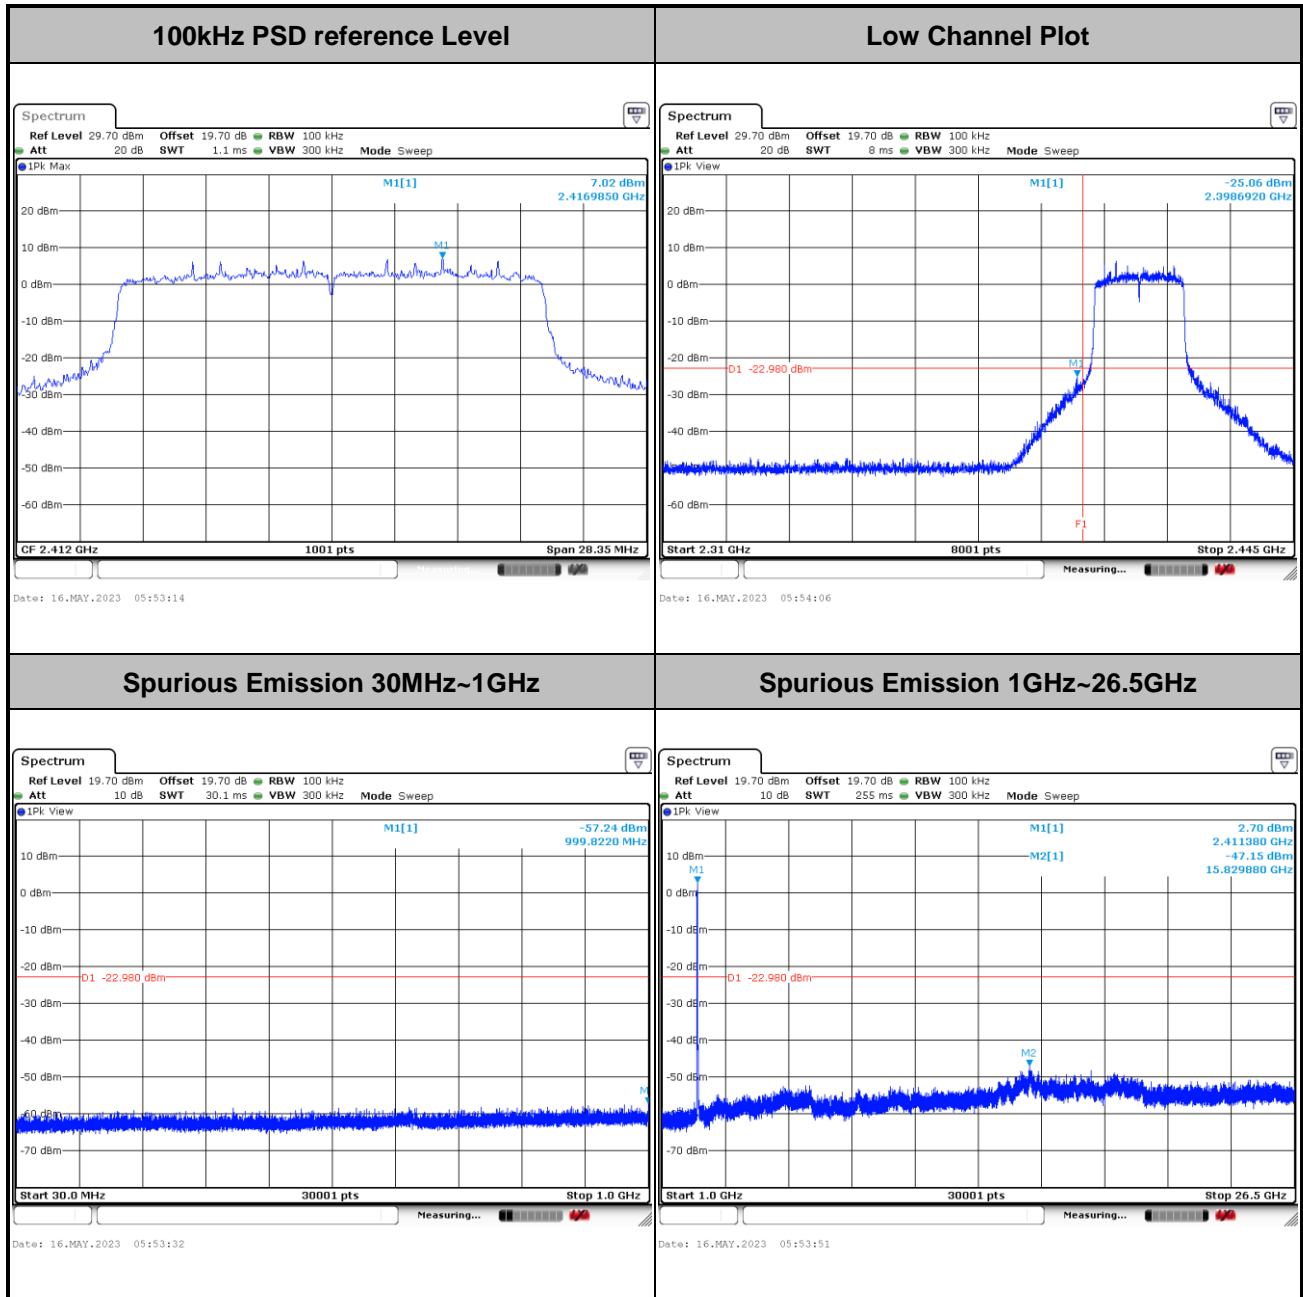 100kHz PSD reference Level
Low Channel Plot
Spectrum
Ref Level 29.70 dBm Offset 19.70 dB RBW 100 kHz
Att 20 dB SWT 1.1 ms VBW 300 kHz Mode Sweep
1Pk Max
M1[1] 7.02 dBm
2.4169850 GHz
20 dBm
10 dBm
M1
0 dBm
-10 dBm
-20 dBm
-30 dBm
-40 dBm
-50 dBm
-60 dBm
CF 2.412 GHz 1001 pts Span 28.35 MHz
Measuring...
Date: 16.MAY.2023 05:53:14
Spectrum
Ref Level 29.70 dBm Offset 19.70 dB RBW 100 kHz
Att 20 dB SWT 8 ms VBW 300 kHz Mode Sweep
1Pk View
M1[1] -25.06 dBm
2.3986920 GHz
20 dBm
10 dBm
0 dBm
-10 dBm
-20 dBm
M1
D1 -22.980 dBm
-30 dBm
-40 dBm
-50 dBm
-60 dBm
F1
Start 2.31 GHz 8001 pts Stop 2.445 GHz
Measuring...
Date: 16.MAY.2023 05:54:06
Spurious Emission 30MHz~1GHz
Spurious Emission 1GHz~26.5GHz
Spectrum
Ref Level 19.70 dBm Offset 19.70 dB RBW 100 kHz
Att 10 dB SWT 30.1 ms VBW 300 kHz Mode Sweep
1Pk View
M1[1] -57.24 dBm
999.8220 MHz
10 dBm
0 dBm
-10 dBm
-20 dBm
D1 -22.980 dBm
-30 dBm
-40 dBm
-50 dBm
M
-60 dBm
-70 dBm
Start 30.0 MHz 30001 pts Stop 1.0 GHz
Measuring...
Date: 16.MAY.2023 05:53:32
Spectrum
Ref Level 19.70 dBm Offset 19.70 dB RBW 100 kHz
Att 10 dB SWT 255 ms VBW 300 kHz Mode Sweep
1Pk View
M1[1] 2.70 dBm
2.411380 GHz
10 dBm
M2[1] -47.15 dBm
M1
15.829880 GHz
0 dBm
-10 dBm
-20 dBm
D1 -22.980 dBm
-30 dBm
-40 dBm
M2
-50 dBm
-60 dBm
-70 dBm
Start 1.0 GHz 30001 pts Stop 26.5 GHz
Measuring...
Date: 16.MAY.2023 05:53:51